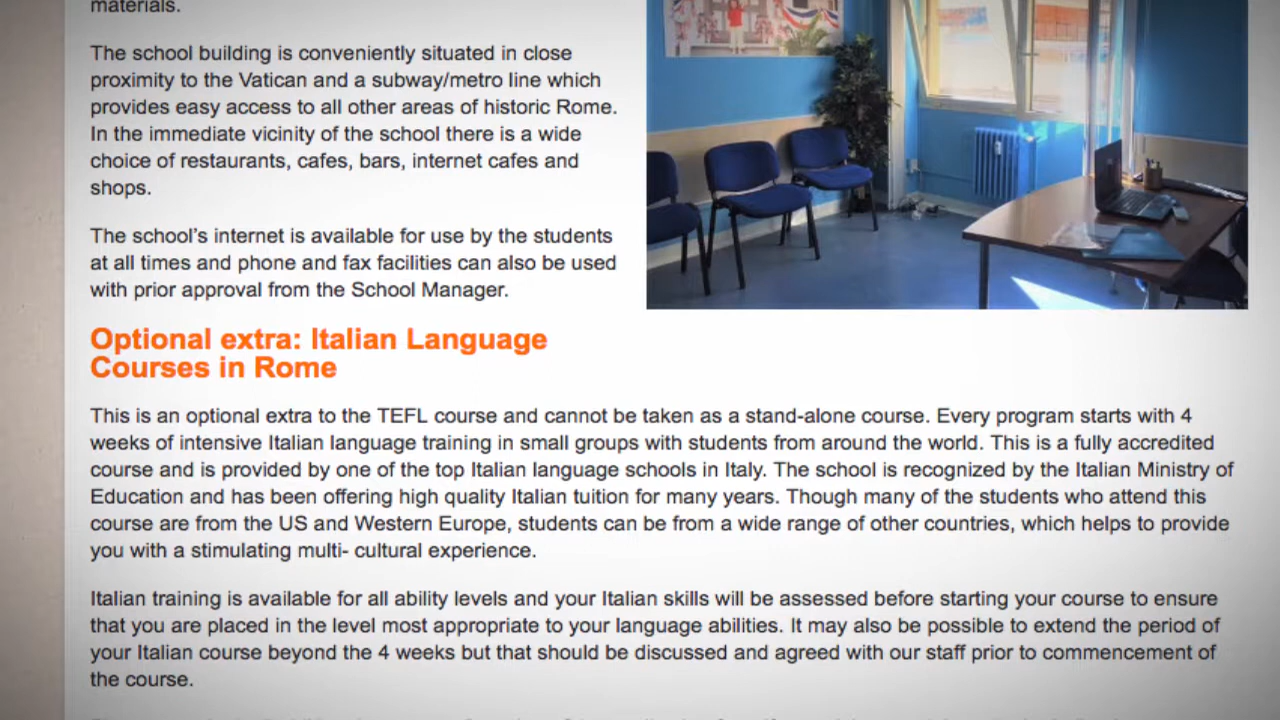 materials.
The school building is conveniently situated in close
proximity to the Vatican and a subway/metro line which
provides easy access to all other areas of historic Rome.
In the immediate vicinity of the school there is a wide
choice of restaurants, cafes, bars, internet cafes and
shops.
The school's internet is available for use by the students
at all times and phone and fax facilities can also be used
with prior approval from the School Manager.
Optional extra: Italian Language
Courses in Rome
This is an optional extra to the TEFL course and cannot be taken as a stand-alone course. Every program starts with 4
weeks of intensive Italian language training in small groups with students from around the world. This is a fully accredited
course and is provided by one of the top Italian language schools in Italy. The school is recognized by the Italian Ministry of
Education and has been offering high quality Italian tuition for many years. Though many of the students who attend this
course are from the US and Western Europe, students can be from a wide range of other countries, which helps to provide
you with a stimulating multi- cultural experience.
Italian training is available for all ability levels and your Italian skills will be assessed before starting your course to ensure
that you are placed in the level most appropriate to your language abilities. It may also be possible to extend the period of
your Italian course beyond the 4 weeks but that should be discussed and agreed with our staff prior to commencement of
the course.